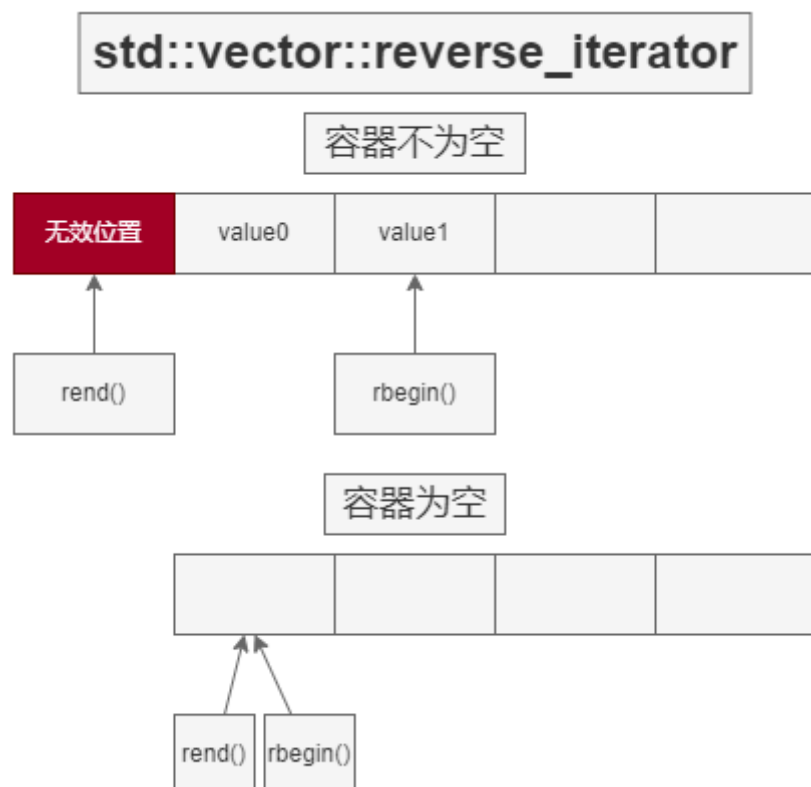 std::vector::reverse_iterator
容器不为空
无效位置 value0 value1
rend() rbegin()
容器为空
rend() rbegin()